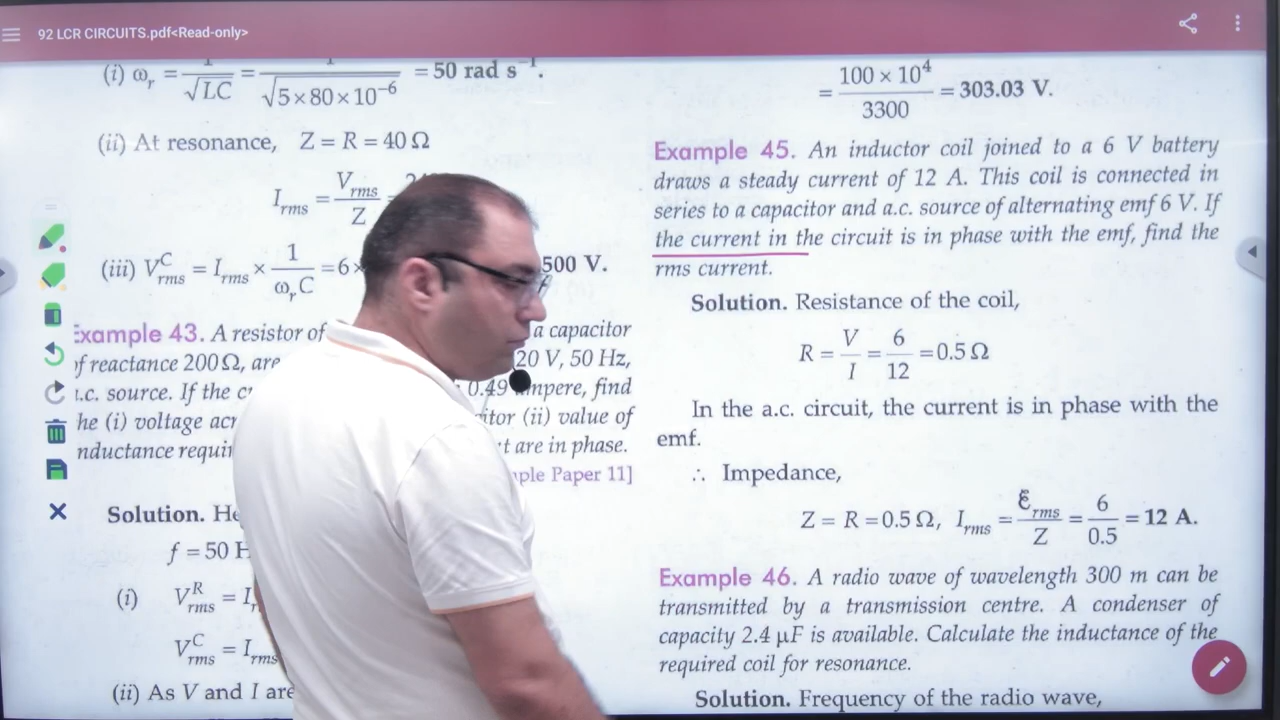 92 LCR CIRCUITS.pdf<Read-only>
(i) ω_r = 1/√LC = 1/√5×80×10⁻⁶ = 50 rad s⁻¹.
(ii) At resonance, Z = R = 40 Ω
I_rms = V_rms/Z =
(iii) V^C_rms = I_rms × 1/ω_r C = 6× 500 V.
Example 43. A resistor of a capacitor
of reactance 200 Ω, are 20 V, 50 Hz,
a.c. source. If the 0.49 ampere, find
the (i) voltage (ii) value of
inductance are in phase.
Paper 11]
Solution.
f = 50
(i) V^R_rms =
V^C_rms = I_rms
(ii) As V and I are
= 100 × 10⁴/3300 = 303.03 V.
Example 45. An inductor coil joined to a 6 V battery
draws a steady current of 12 A. This coil is connected in
series to a capacitor and a.c. source of alternating emf 6 V. If
the current in the circuit is in phase with the emf, find the
rms current.
Solution. Resistance of the coil,
R = V/I = 6/12 = 0.5 Ω
In the a.c. circuit, the current is in phase with the
emf.
∴ Impedance,
Z = R = 0.5 Ω, I_rms = ℰ_rms/Z = 6/0.5 = 12 A.
Example 46. A radio wave of wavelength 300 m can be
transmitted by a transmission centre. A condenser of
capacity 2.4 μF is available. Calculate the inductance of the
required coil for resonance.
Solution. Frequency of the radio wave,